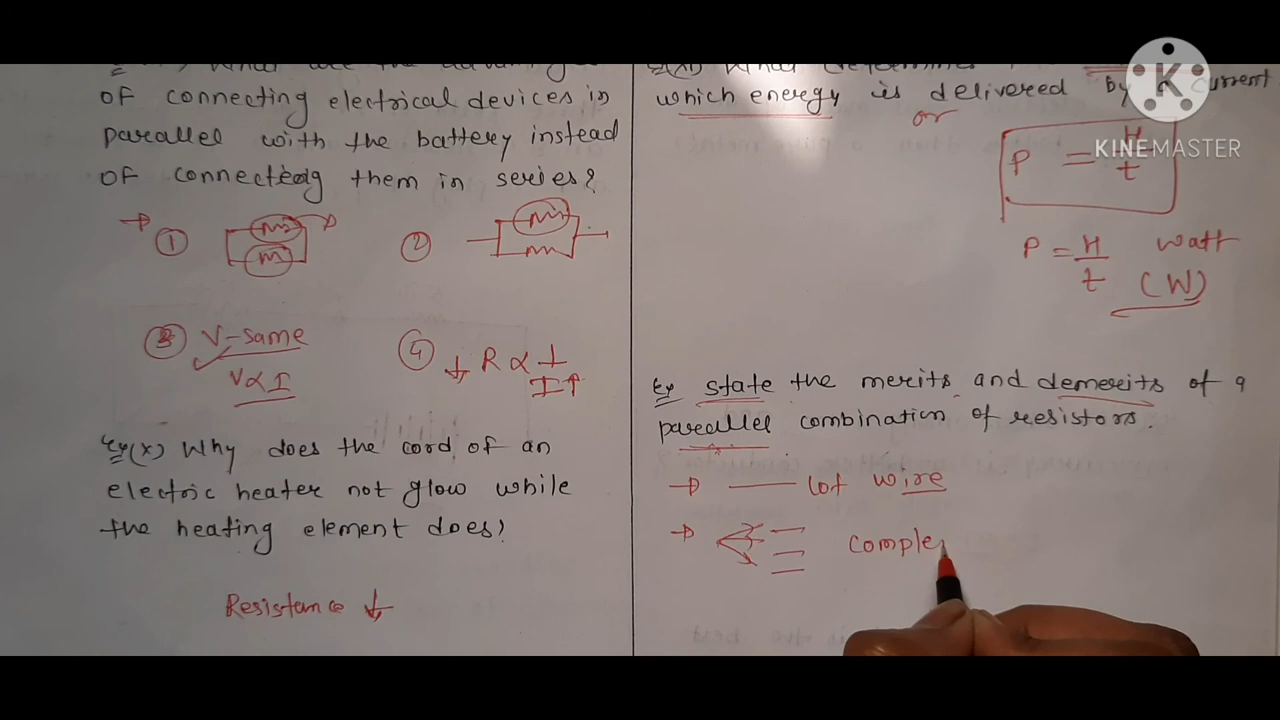 of connecting electrical devices in
parallel with the battery instead
of connecting them in series?
①
②
③ V-same
V∝I
④
↓ R ∝ 1/I↑
Ex(x) Why does the cord of an
electric heater not glow while
the heating element does?
Resistance ↓
which energy is delivered by a current
or
P = H/t
P = H/t watt
(W)
Ex state the merits and demerits of a
parallel combination of resistors.
→ lot wire
→ comple
KINEMASTER